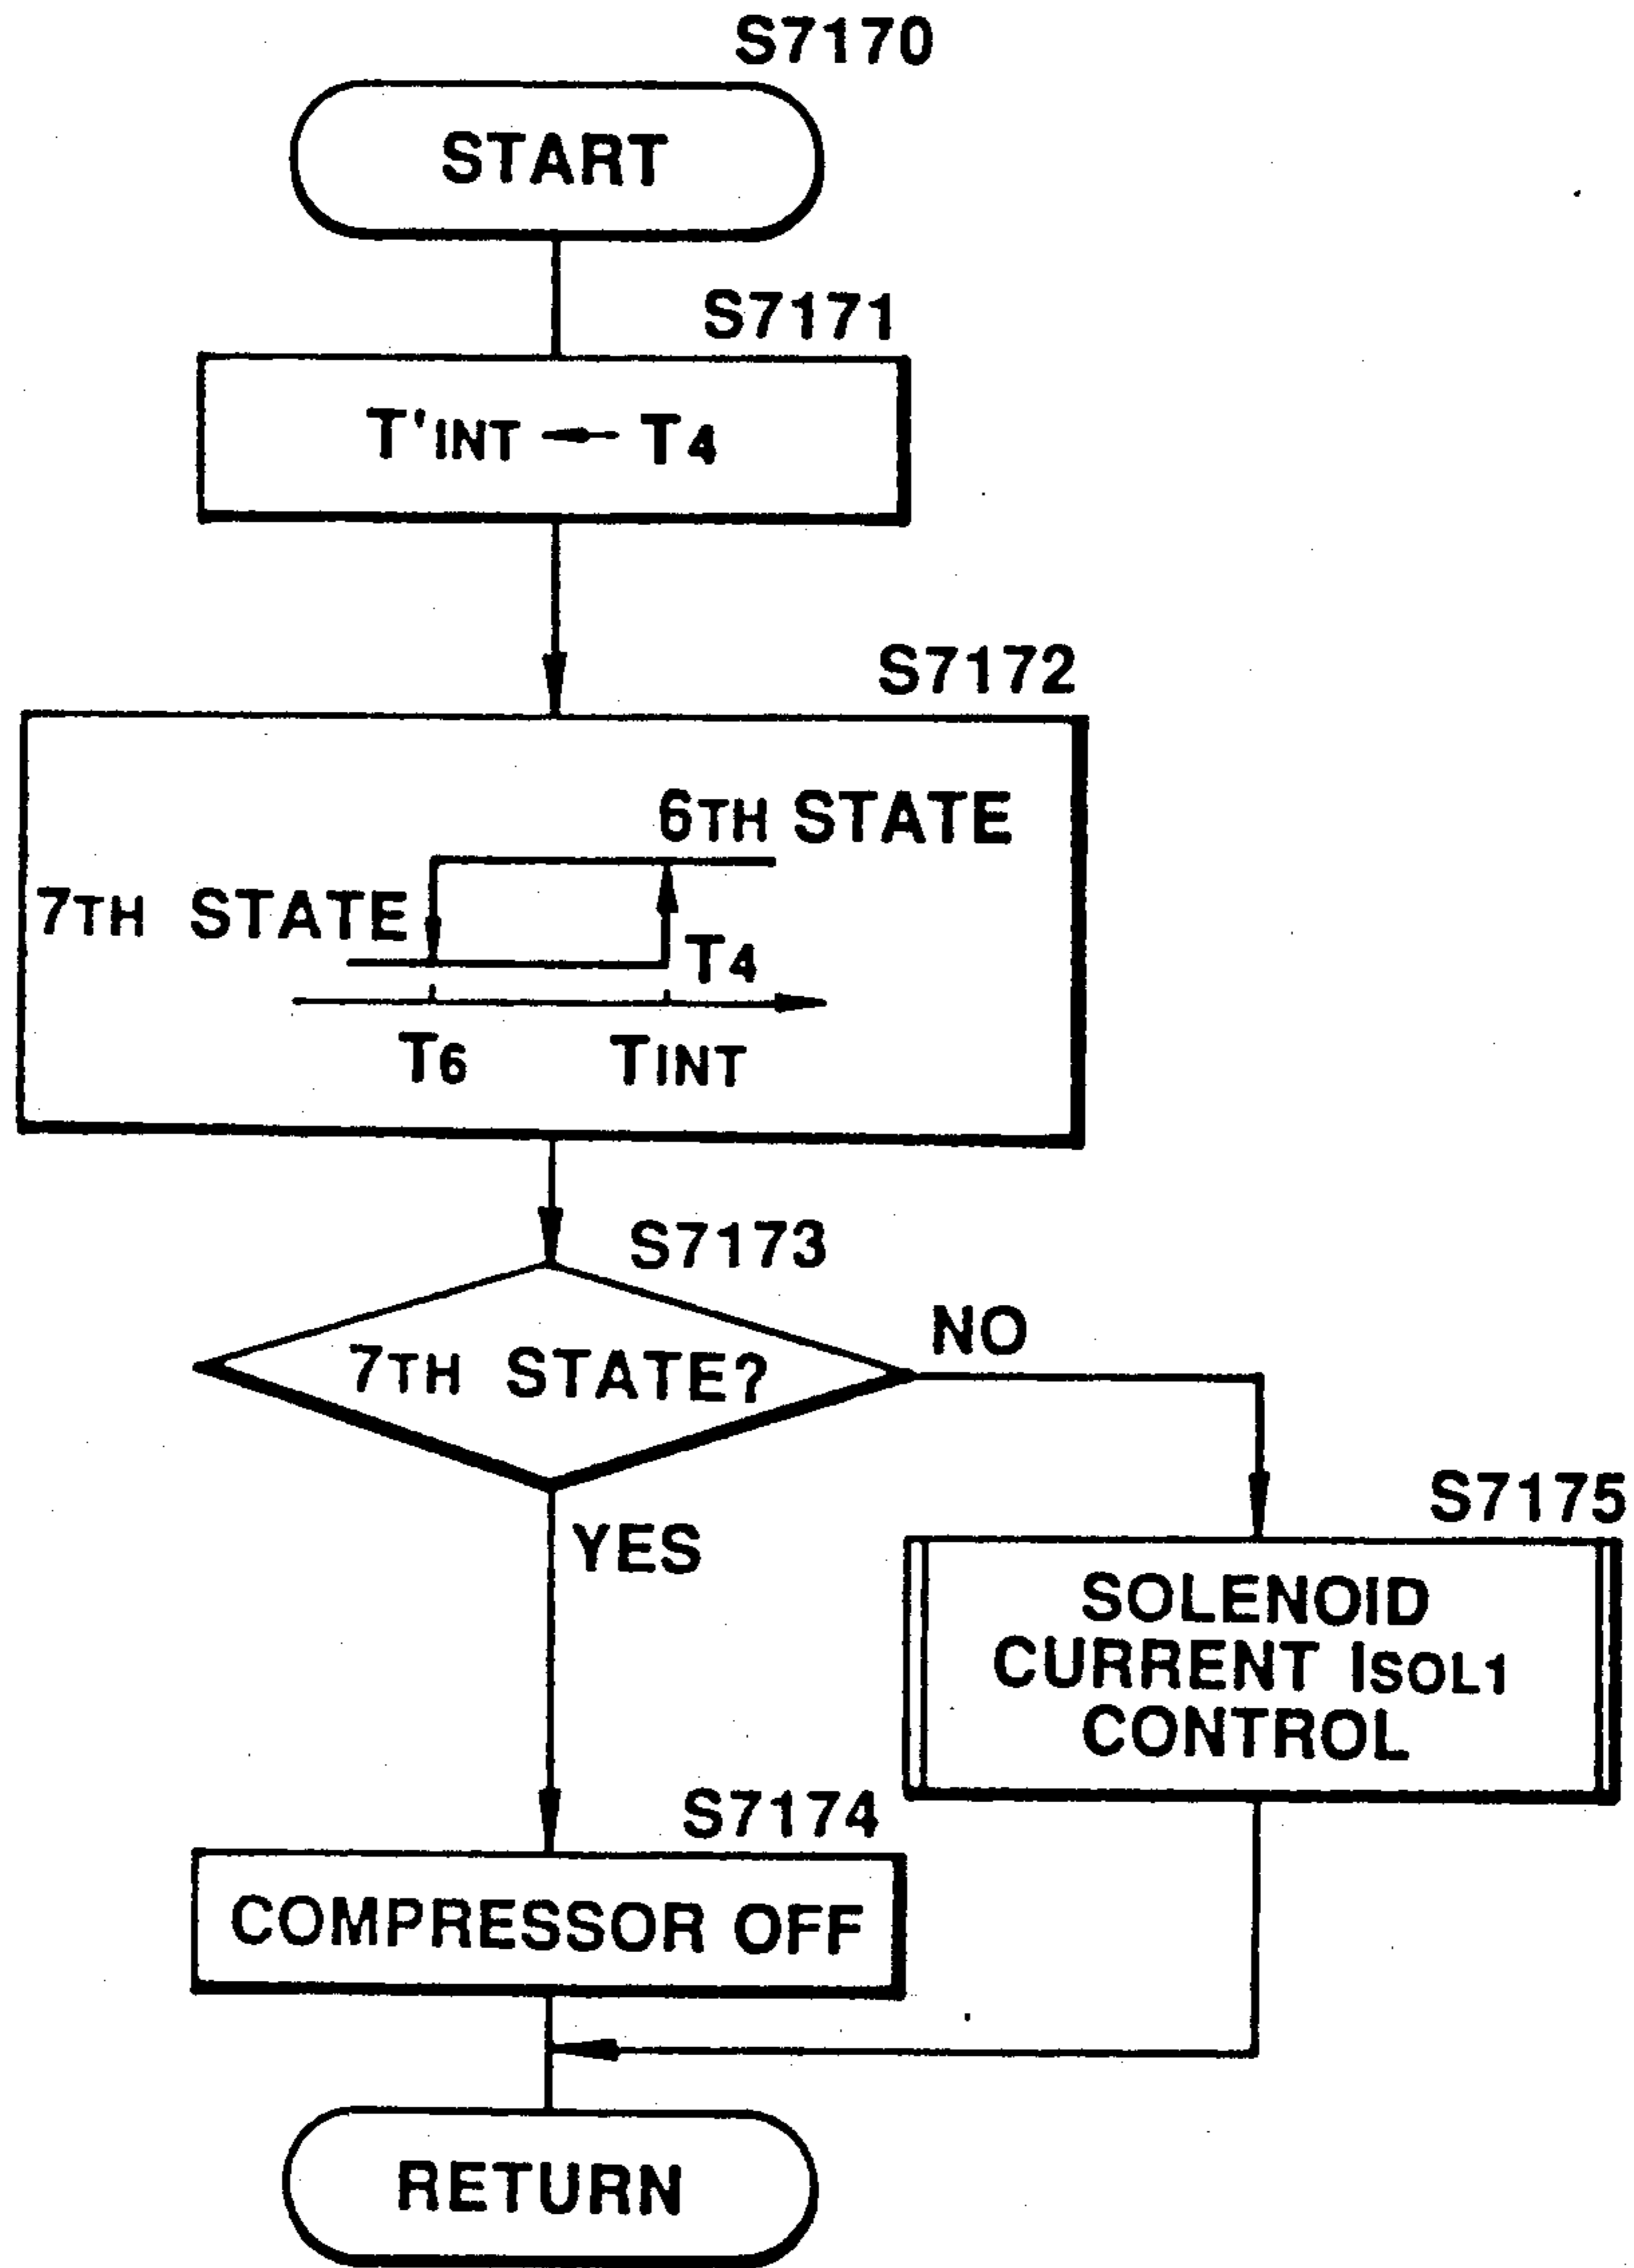 S7170
START
S7171
T'INT ← T4
S7172
6TH STATE
7TH STATE
T4
T6 TINT
S7173
7TH STATE?
NO
YES
S7175
SOLENOID
CURRENT ISOL1
CONTROL
S7174
COMPRESSOR OFF
RETURN